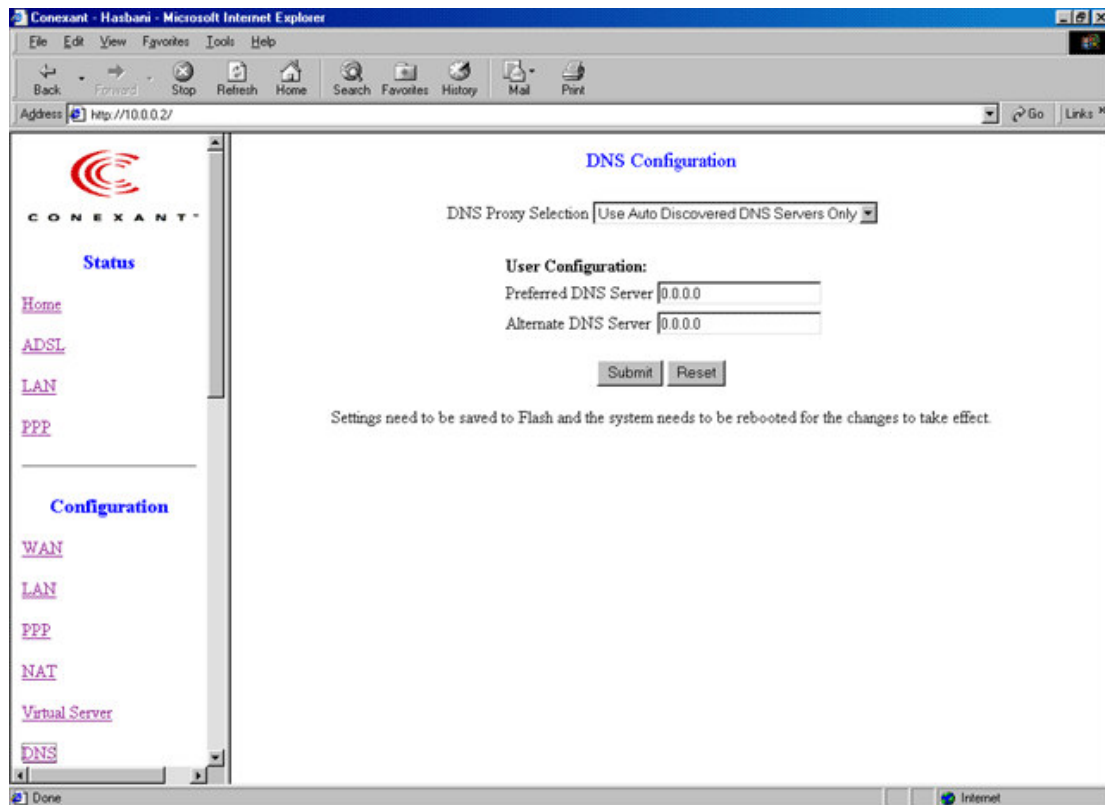 Conexant - Hasbani - Microsoft Internet Explorer
File Edit View Favorites Tools Help
Back Forward Stop Refresh Home Search Favorites History Mail Print
Address http://10.0.0.2/ Go Links »
CONEXANT™
Status
Home
ADSL
LAN
PPP
Configuration
WAN
LAN
PPP
NAT
Virtual Server
DNS
DNS Configuration
DNS Proxy Selection Use Auto Discovered DNS Servers Only
User Configuration:
Preferred DNS Server 0.0.0.0
Alternate DNS Server 0.0.0.0
Submit Reset
Settings need to be saved to Flash and the system needs to be rebooted for the changes to take effect.
Done Internet